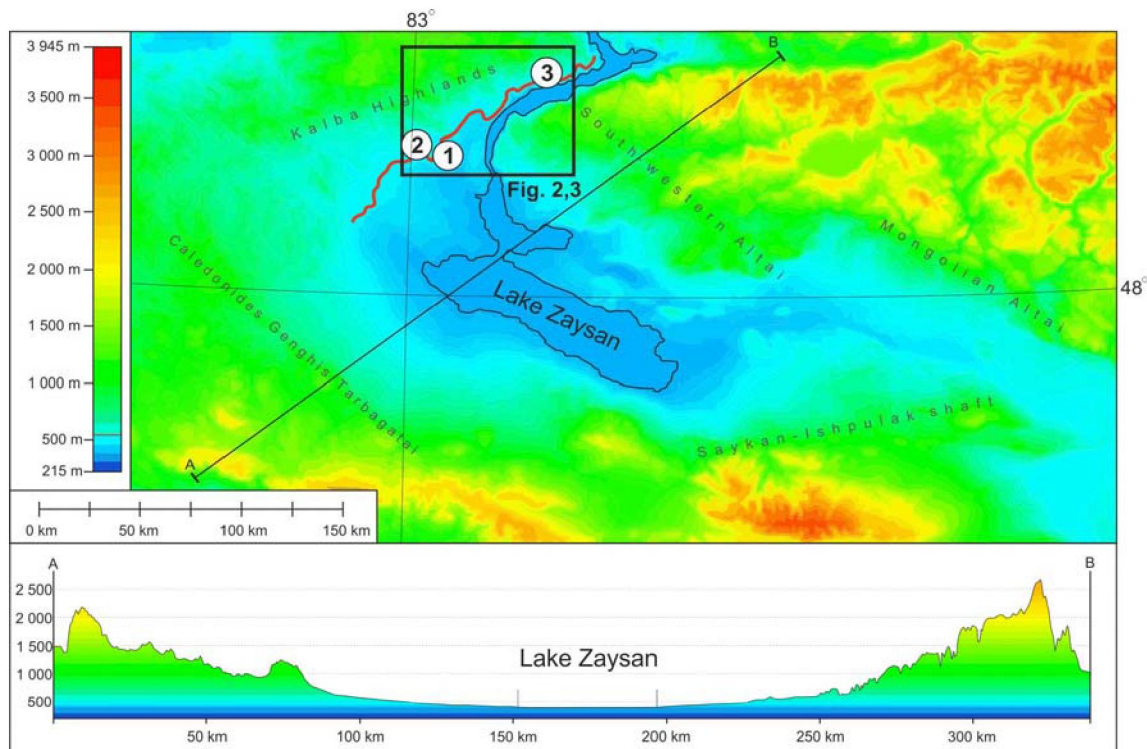 83°
3 945 m
3 500 m
3 000 m
2 500 m
2 000 m
1 500 m
1 000 m
500 m
215 m
B
3
Kalba Highlands
2
1
Fig. 2,3
South western Altai
Mongolian Altai
48°
Caledonides Genghis Tarbagatai
Lake Zaysan
Saykan-Ishpulak shaft
A
0 km 50 km 100 km 150 km
A B
2 500
2 000
1 500
1 000
500
Lake Zaysan
50 km 100 km 150 km 200 km 250 km 300 km